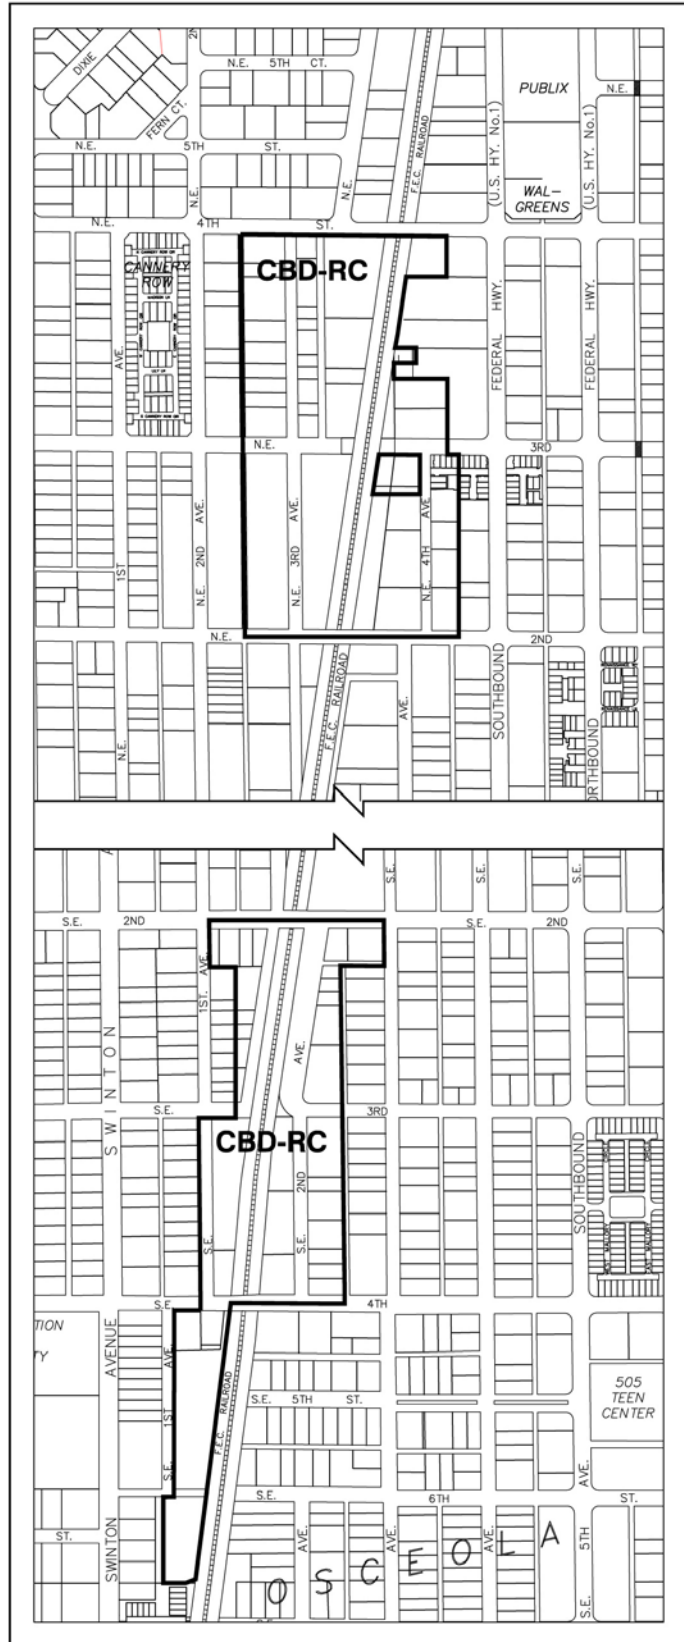 DIXIE
2N
N.E. 5TH CT.
FERN CT.
PUBLIX
N.E.
(U.S. HY. No.1)
(U.S. HY. No.1)
F.E.C. RAILROAD
N.E. 5TH ST.
N.E.
N.E.
WAL-
GREENS
N.E. 4TH ST.
CBD-RC
CANNERY
ROW
AVE.
FEDERAL HWY.
FEDERAL HWY.
N.E. 3RD
1ST
N.E. 2ND AVE.
N.E. 3RD AVE.
N.E. 4TH AVE
N.E. 2ND
N.E.
F.E.C. RAILROAD
AVE.
SOUTHBOUND
ORTHBOUND
S.E.
S.E.
S.E.
S.E. 2ND
S.E. 2ND
1ST. AVE.
AVE.
SWINTON
S.E. 3RD
CBD-RC
S.E.
S.E. 2ND
SOUTHBOUND
S.E. 4TH
TION
TY
AVENUE
S.E. 1ST AVE.
F.E.C. RAILROAD
S.E. 5TH ST.
505
TEEN
CENTER
S.E. 6TH ST.
AVE.
ST.
SWINTON
AVE.
AVE.
AVE.
S.E. 5TH
OSCEOLA
S.E.